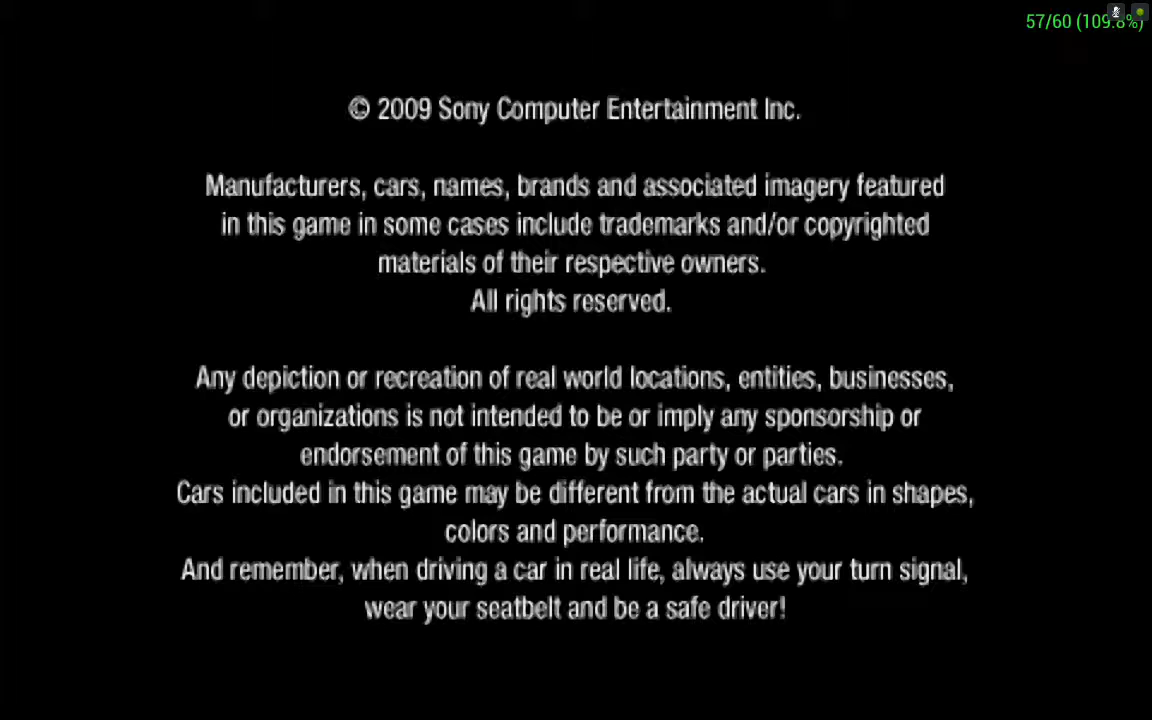 57/60 (109.8%)
© 2009 Sony Computer Entertainment Inc.
Manufacturers, cars, names, brands and associated imagery featured
in this game in some cases include trademarks and/or copyrighted
materials of their respective owners.
All rights reserved.
Any depiction or recreation of real world locations, entities, businesses,
or organizations is not intended to be or imply any sponsorship or
endorsement of this game by such party or parties.
Cars included in this game may be different from the actual cars in shapes,
colors and performance.
And remember, when driving a car in real life, always use your turn signal,
wear your seatbelt and be a safe driver!